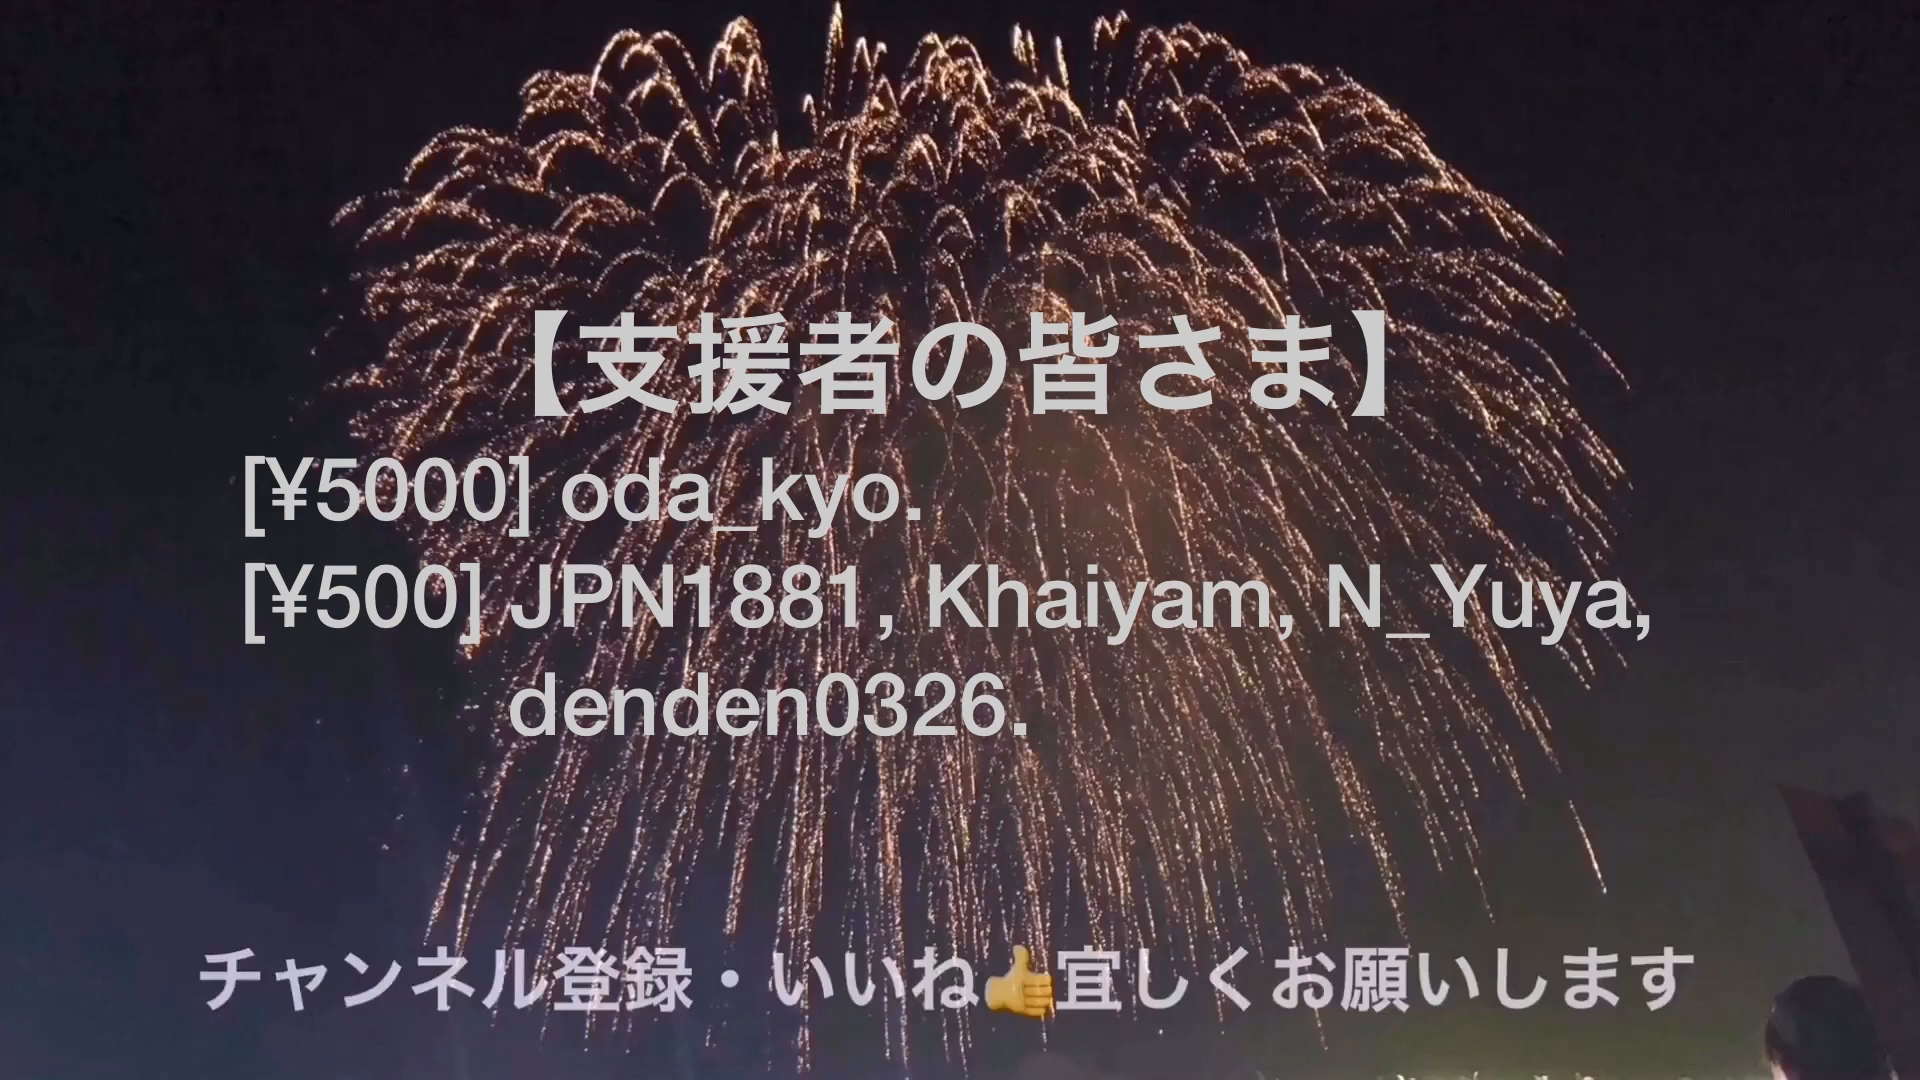 【支援者の皆さま】
[¥5000] oda_kyo.
[¥500] JPN1881, Khaiyam, N_Yuya,
denden0326.
チャンネル登録・いいね👍宜しくお願いします